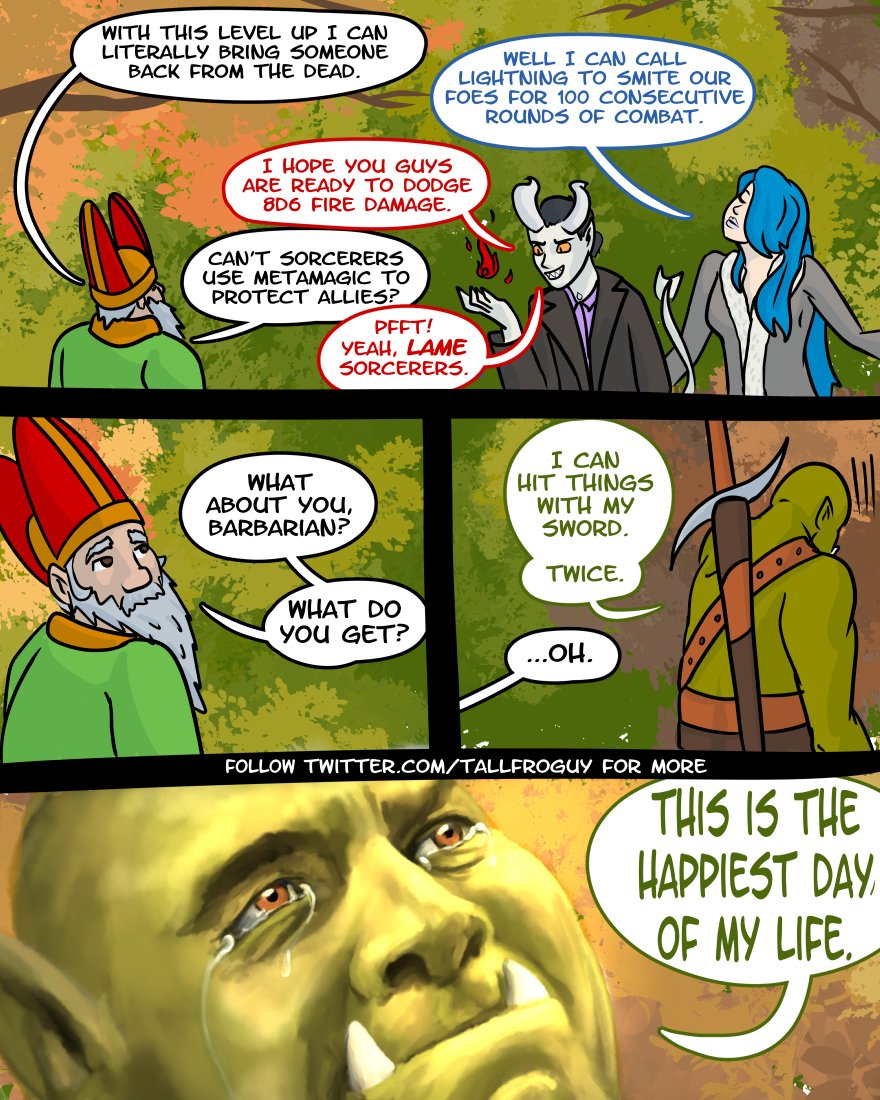 WITH THIS LEVEL UP I CAN
LITERALLY BRING SOMEONE
BACK FROM THE DEAD.
WELL I CAN CALL
LIGHTNING TO SMITE OUR
FOES FOR 100 CONSECUTIVE
ROUNDS OF COMBAT.
I HOPE YOU GUYS
ARE READY TO DODGE
8D6 FIRE DAMAGE.
CAN'T SORCERERS
USE METAMAGIC TO
PROTECT ALLIES?
PFFT!
YEAH, LAME
SORCERERS.
WHAT
ABOUT YOU,
BARBARIAN?
WHAT DO
YOU GET?
I CAN
HIT THINGS
WITH MY
SWORD.
TWICE.
...OH.
FOLLOW TWITTER.COM/TALLFROGUY FOR MORE
THIS IS THE
HAPPIEST DAY
OF MY LIFE.